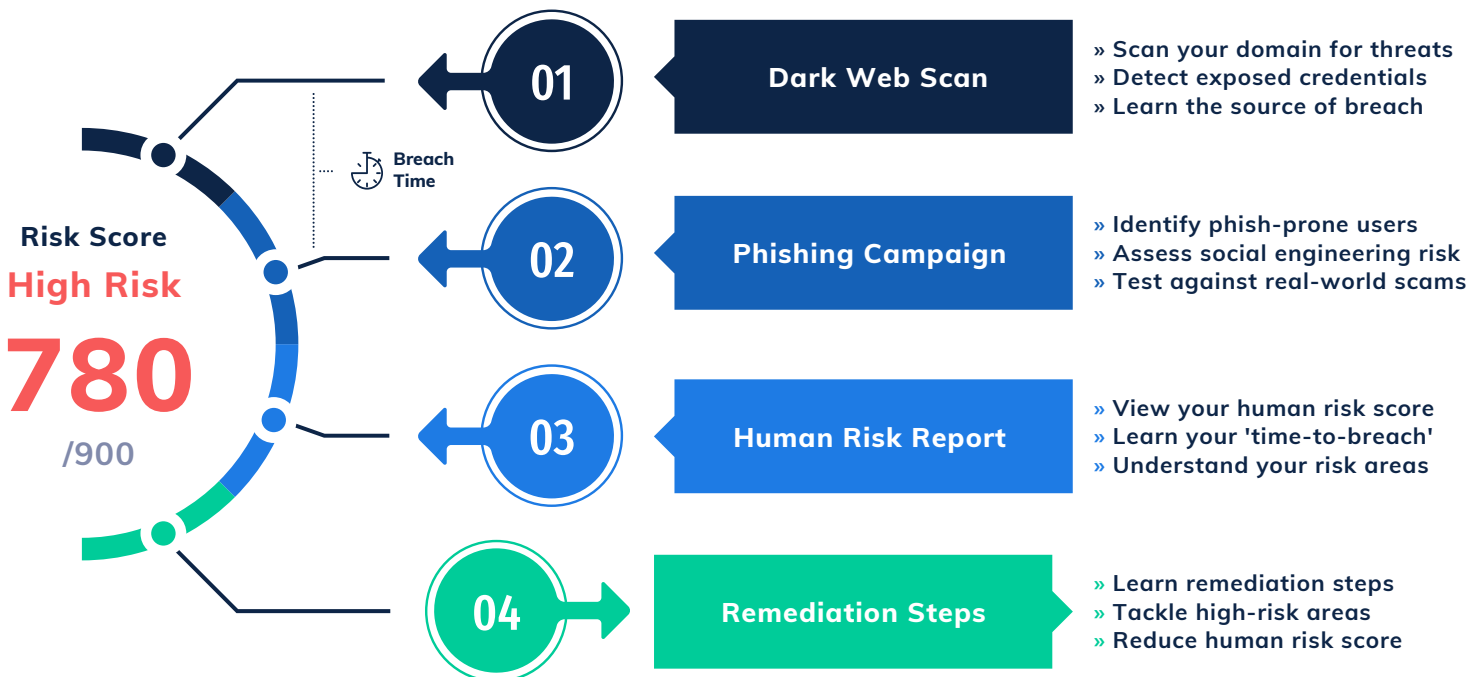 Risk Score
High Risk
780
/900
Breach
Time
01
Dark Web Scan
» Scan your domain for threats
» Detect exposed credentials
» Learn the source of breach
02
Phishing Campaign
» Identify phish-prone users
» Assess social engineering risk
» Test against real-world scams
03
Human Risk Report
» View your human risk score
» Learn your 'time-to-breach'
» Understand your risk areas
04
Remediation Steps
» Learn remediation steps
» Tackle high-risk areas
» Reduce human risk score